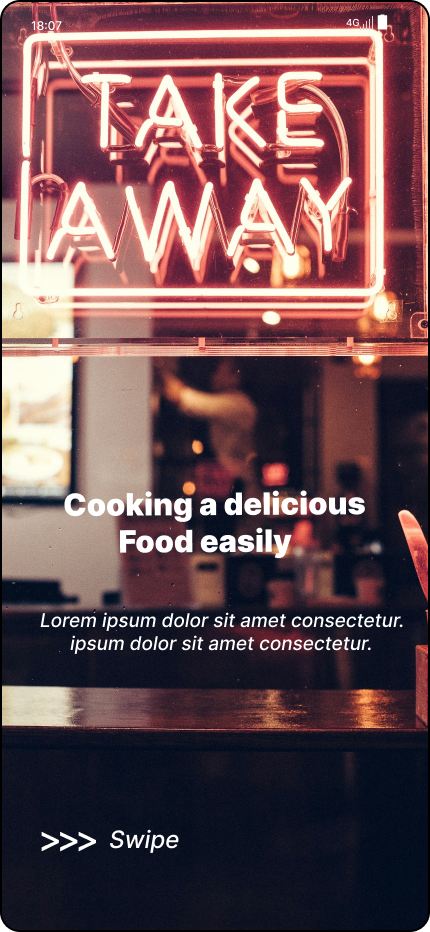 18:07
4G
TAKE
AWAY
Cooking a delicious
Food easily
Lorem ipsum dolor sit amet consectetur.
ipsum dolor sit amet consectetur.
>>> Swipe